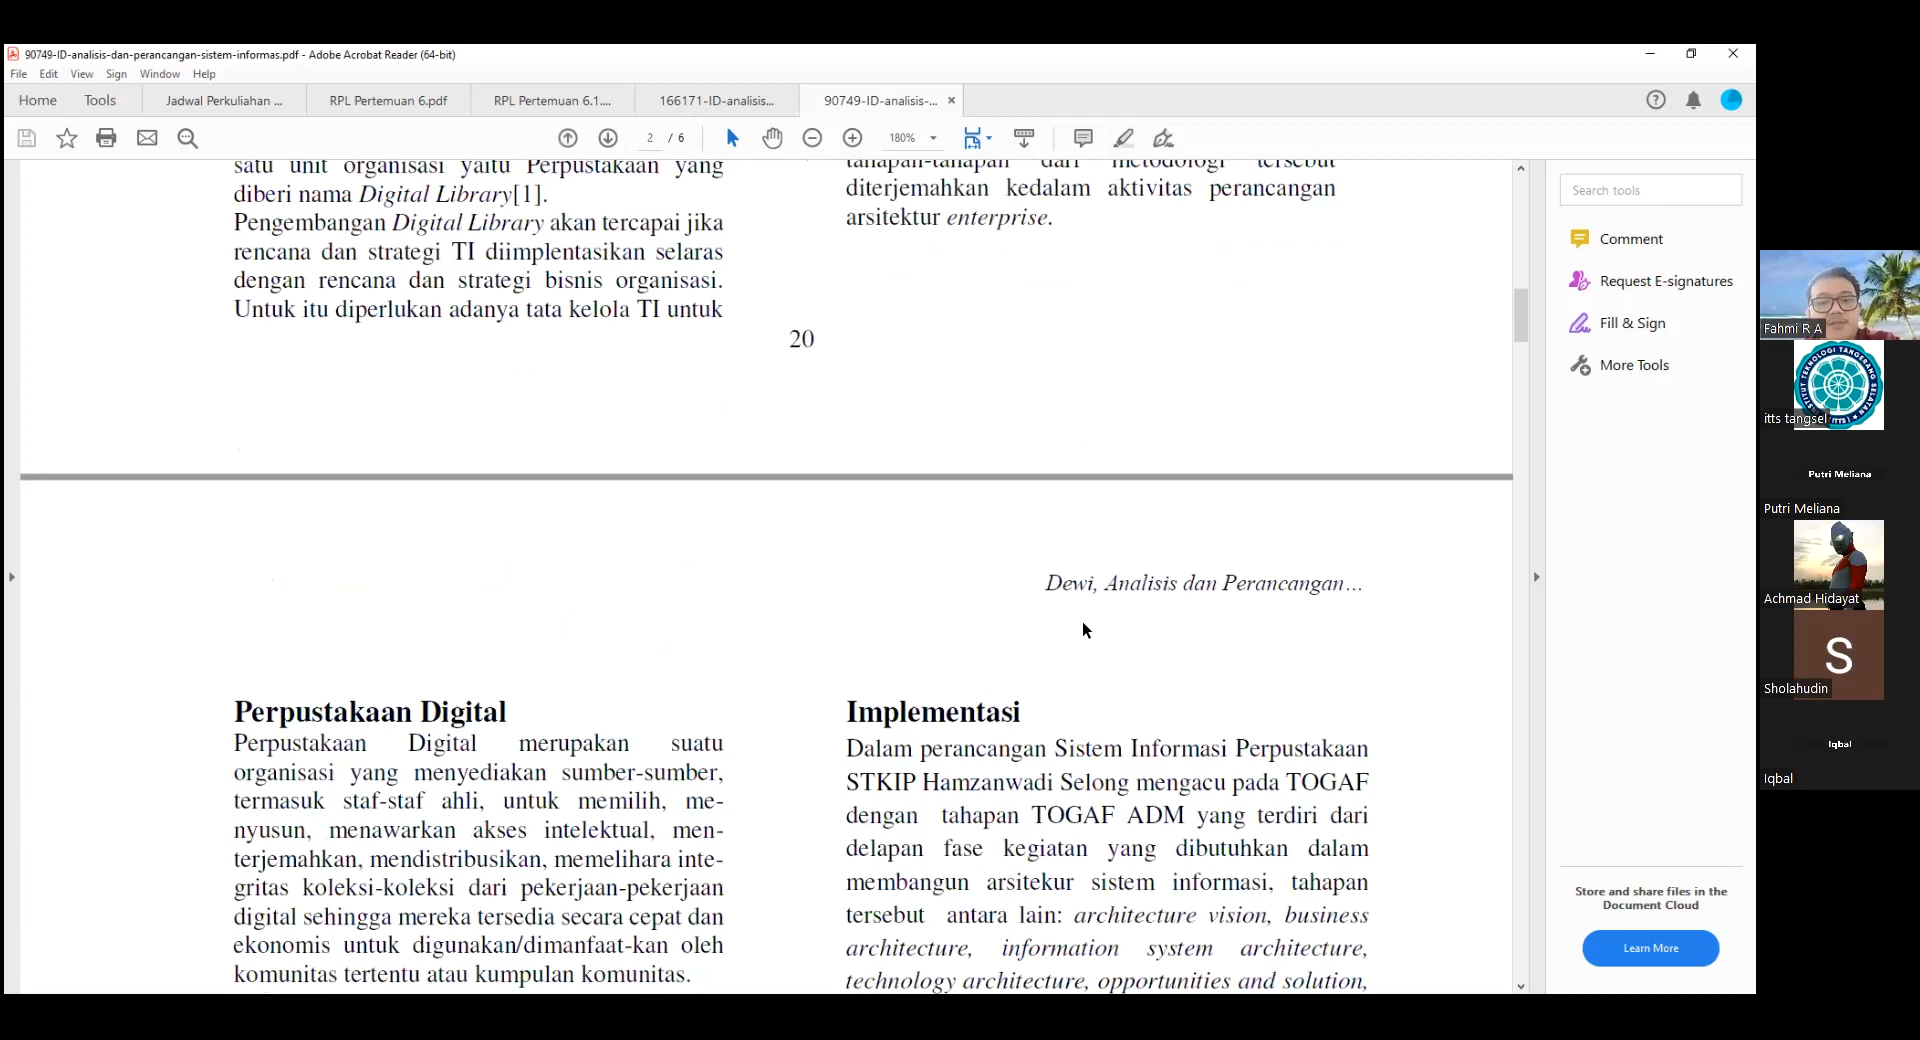 90749-ID-analisis-dan-perancangan-sistem-informas.pdf - Adobe Acrobat Reader (64-bit)
File Edit View Sign Window Help
Home Tools Jadwal Perkuliahan ... RPL Pertemuan 6.pdf RPL Pertemuan 6.1.... 166171-ID-analisis... 90749-ID-analisis-...
2 / 6 180%
satu unit organisasi yaitu Perpustakaan yang
diberi nama Digital Library[1].
Pengembangan Digital Library akan tercapai jika
rencana dan strategi TI diimplentasikan selaras
dengan rencana dan strategi bisnis organisasi.
Untuk itu diperlukan adanya tata kelola TI untuk
tahapan-tahapan dari metodologi tersebut
diterjemahkan kedalam aktivitas perancangan
arsitektur enterprise.
20
Dewi, Analisis dan Perancangan…
Perpustakaan Digital
Perpustakaan Digital merupakan suatu
organisasi yang menyediakan sumber-sumber,
termasuk staf-staf ahli, untuk memilih, me-
nyusun, menawarkan akses intelektual, men-
terjemahkan, mendistribusikan, memelihara inte-
gritas koleksi-koleksi dari pekerjaan-pekerjaan
digital sehingga mereka tersedia secara cepat dan
ekonomis untuk digunakan/dimanfaat-kan oleh
komunitas tertentu atau kumpulan komunitas.
Implementasi
Dalam perancangan Sistem Informasi Perpustakaan
STKIP Hamzanwadi Selong mengacu pada TOGAF
dengan tahapan TOGAF ADM yang terdiri dari
delapan fase kegiatan yang dibutuhkan dalam
membangun arsitekur sistem informasi, tahapan
tersebut antara lain: architecture vision, business
architecture, information system architecture,
technology architecture, opportunities and solution,
Search tools
Comment
Request E-signatures
Fill & Sign
More Tools
Store and share files in the
Document Cloud
Learn More
Fahmi R A
INSTITUT TEKNOLOGI TANGERANG SELATAN
itts tangsel
Putri Meliana
Putri Meliana
Achmad Hidayat
S
Sholahudin
Iqbal
Iqbal